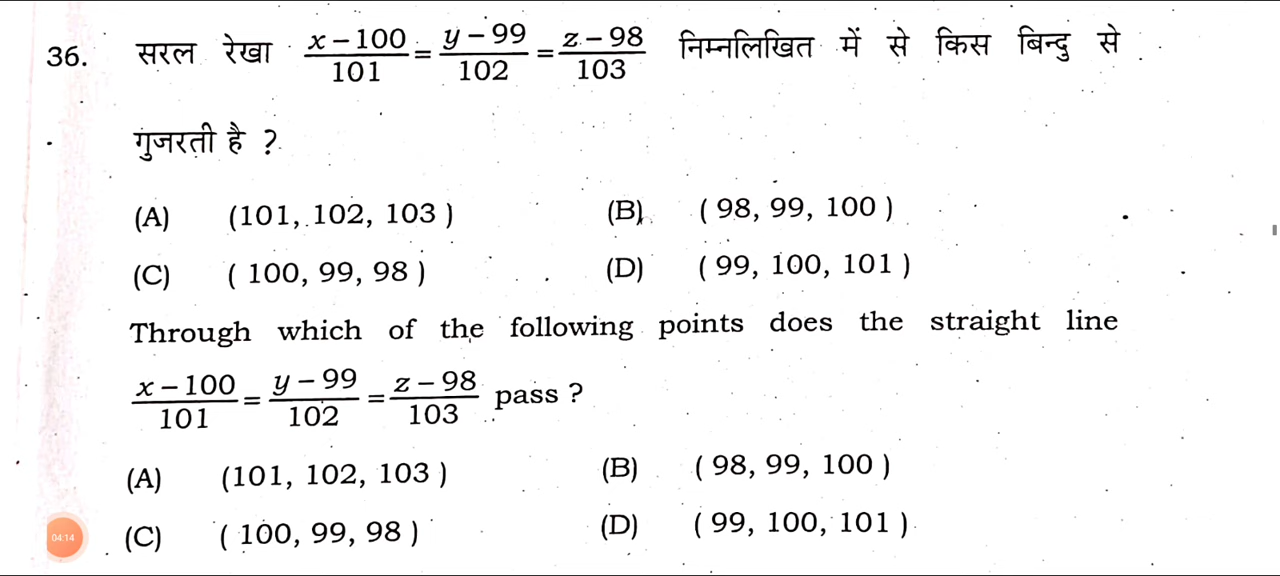 36. सरल रेखा x – 100 / 101 = y – 99 / 102 = z – 98 / 103 निम्नलिखित में से किस बिन्दु से
गुजरती है ?
(A) (101, 102, 103 ) (B) ( 98, 99, 100 )
(C) ( 100, 99, 98 ) (D) ( 99, 100, 101 )
Through which of the following points does the straight line
x – 100 / 101 = y – 99 / 102 = z – 98 / 103 pass ?
(A) (101, 102, 103 ) (B) ( 98, 99, 100 )
(C) ( 100, 99, 98 ) (D) ( 99, 100, 101 )
04:14